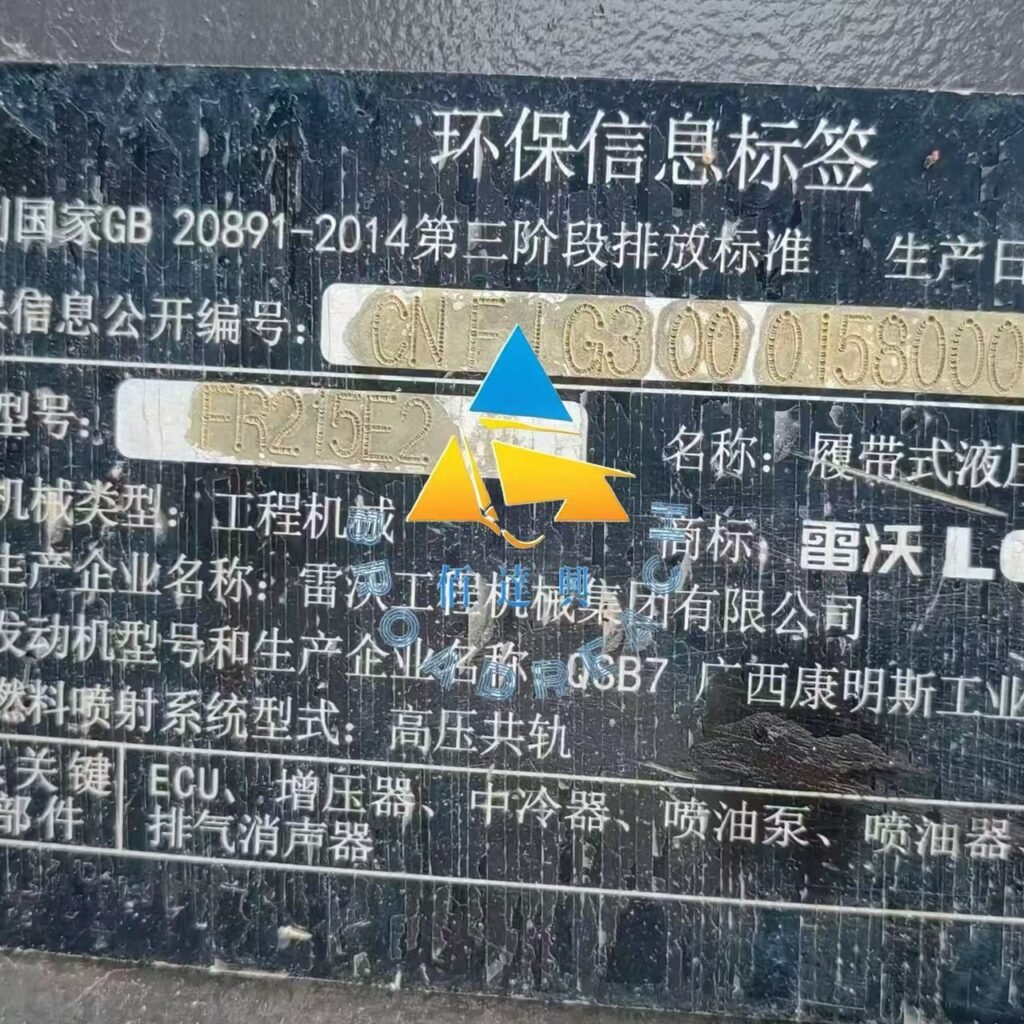 环保信息标签
国家GB 20891-2014第三阶段排放标准 生产日
信息公开编号: CN FJ G3 00 0158000
型号: FR215E2
名称: 履带式液压
机械类型: 工程机械
商标: 雷沃 LO
生产企业名称: 雷沃工程机械集团有限公司
发动机型号和生产企业名称: QSB7 广西康明斯工业
燃料喷射系统型式: 高压共轨
关键 ECU、增压器、中冷器、喷油泵、喷油器、
部件 排气消声器
佰達興
BROADREACH